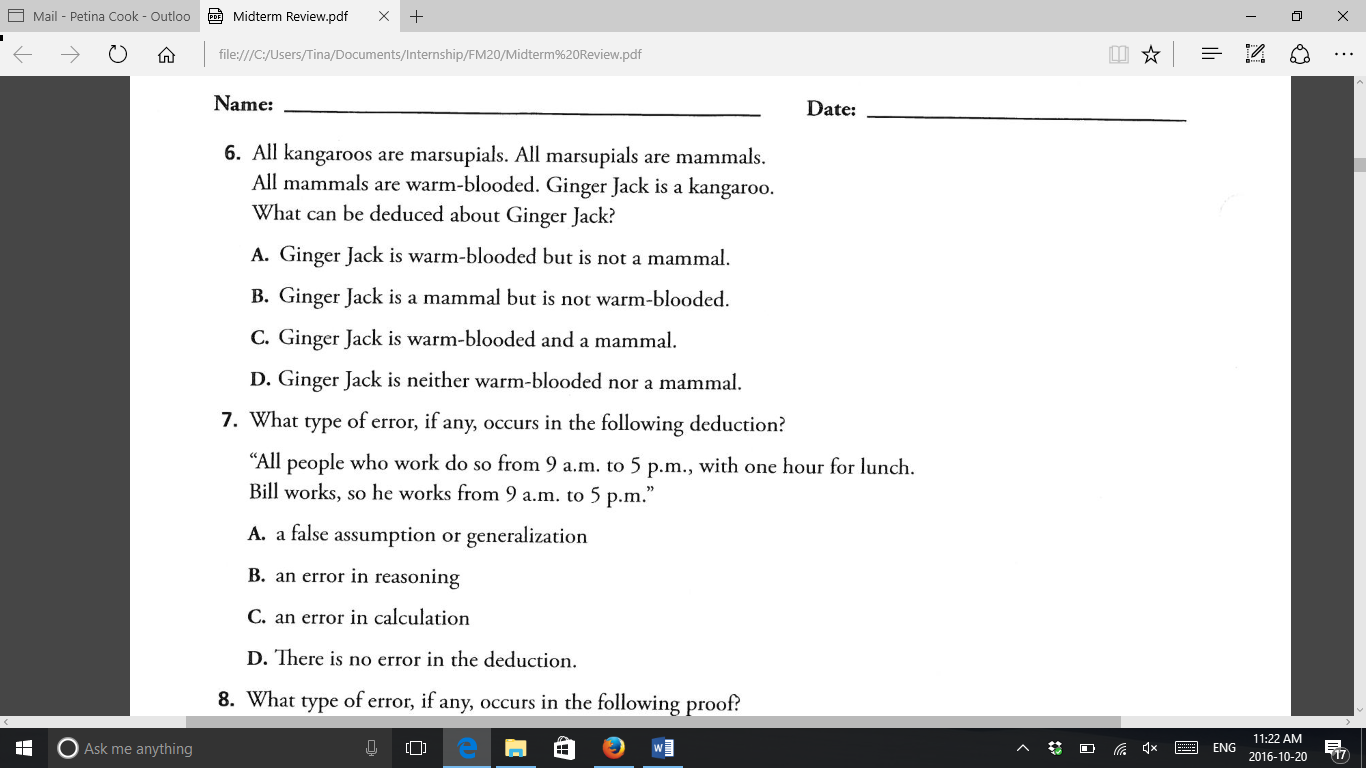 Mail - Petina Cook - Outloo
Midterm Review.pdf
file:///C:/Users/Tina/Documents/Internship/FM20/Midterm%20Review.pdf
Name:
Date:
6. All kangaroos are marsupials. All marsupials are mammals.
All mammals are warm-blooded. Ginger Jack is a kangaroo.
What can be deduced about Ginger Jack?
A. Ginger Jack is warm-blooded but is not a mammal.
B. Ginger Jack is a mammal but is not warm-blooded.
C. Ginger Jack is warm-blooded and a mammal.
D. Ginger Jack is neither warm-blooded nor a mammal.
7. What type of error, if any, occurs in the following deduction?
“All people who work do so from 9 a.m. to 5 p.m., with one hour for lunch.
Bill works, so he works from 9 a.m. to 5 p.m.”
A. a false assumption or generalization
B. an error in reasoning
C. an error in calculation
D. There is no error in the deduction.
8. What type of error, if any, occurs in the following proof?
Ask me anything
ENG
11:22 AM
2016-10-20
17